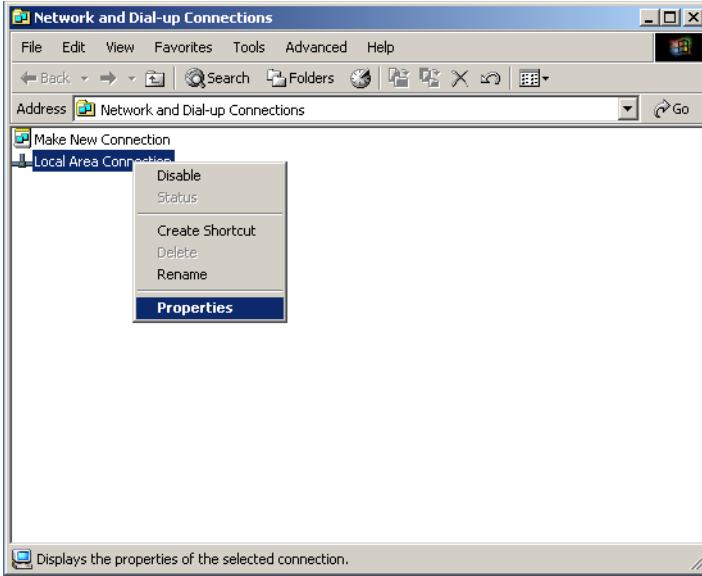 Network and Dial-up Connections
File Edit View Favorites Tools Advanced Help
Back Search Folders
Address Network and Dial-up Connections Go
Make New Connection
Local Area Connection
Disable
Status
Create Shortcut
Delete
Rename
Properties
Displays the properties of the selected connection.